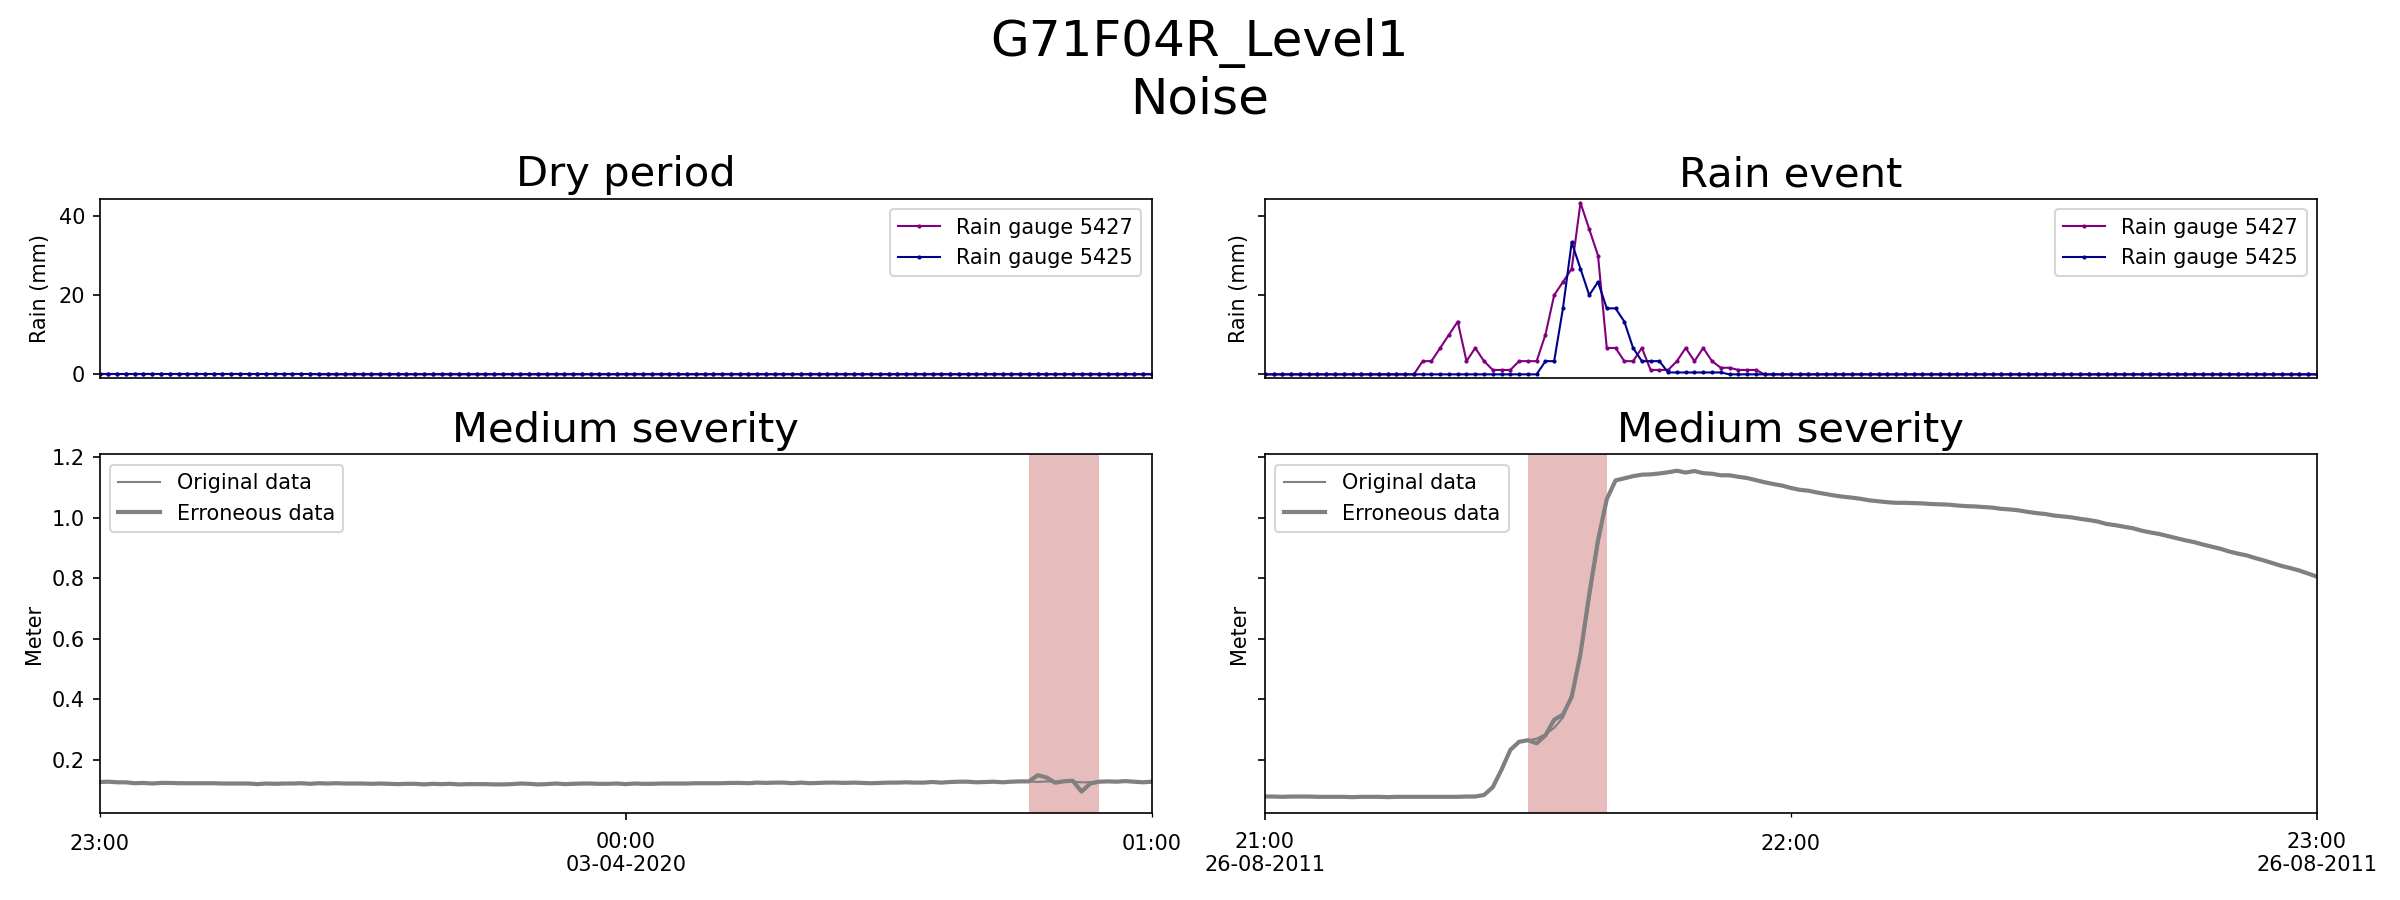 G71F04R_Level1
Noise
Dry period
40
20
0
Rain (mm)
Rain gauge 5427
Rain gauge 5425
Rain event
Rain (mm)
Rain gauge 5427
Rain gauge 5425
Medium severity
1.2
1.0
0.8
0.6
0.4
0.2
Meter
Original data
Erroneous data
23:00
00:00
03-04-2020
01:00
Medium severity
Meter
Original data
Erroneous data
21:00
26-08-2011
22:00
23:00
26-08-2011